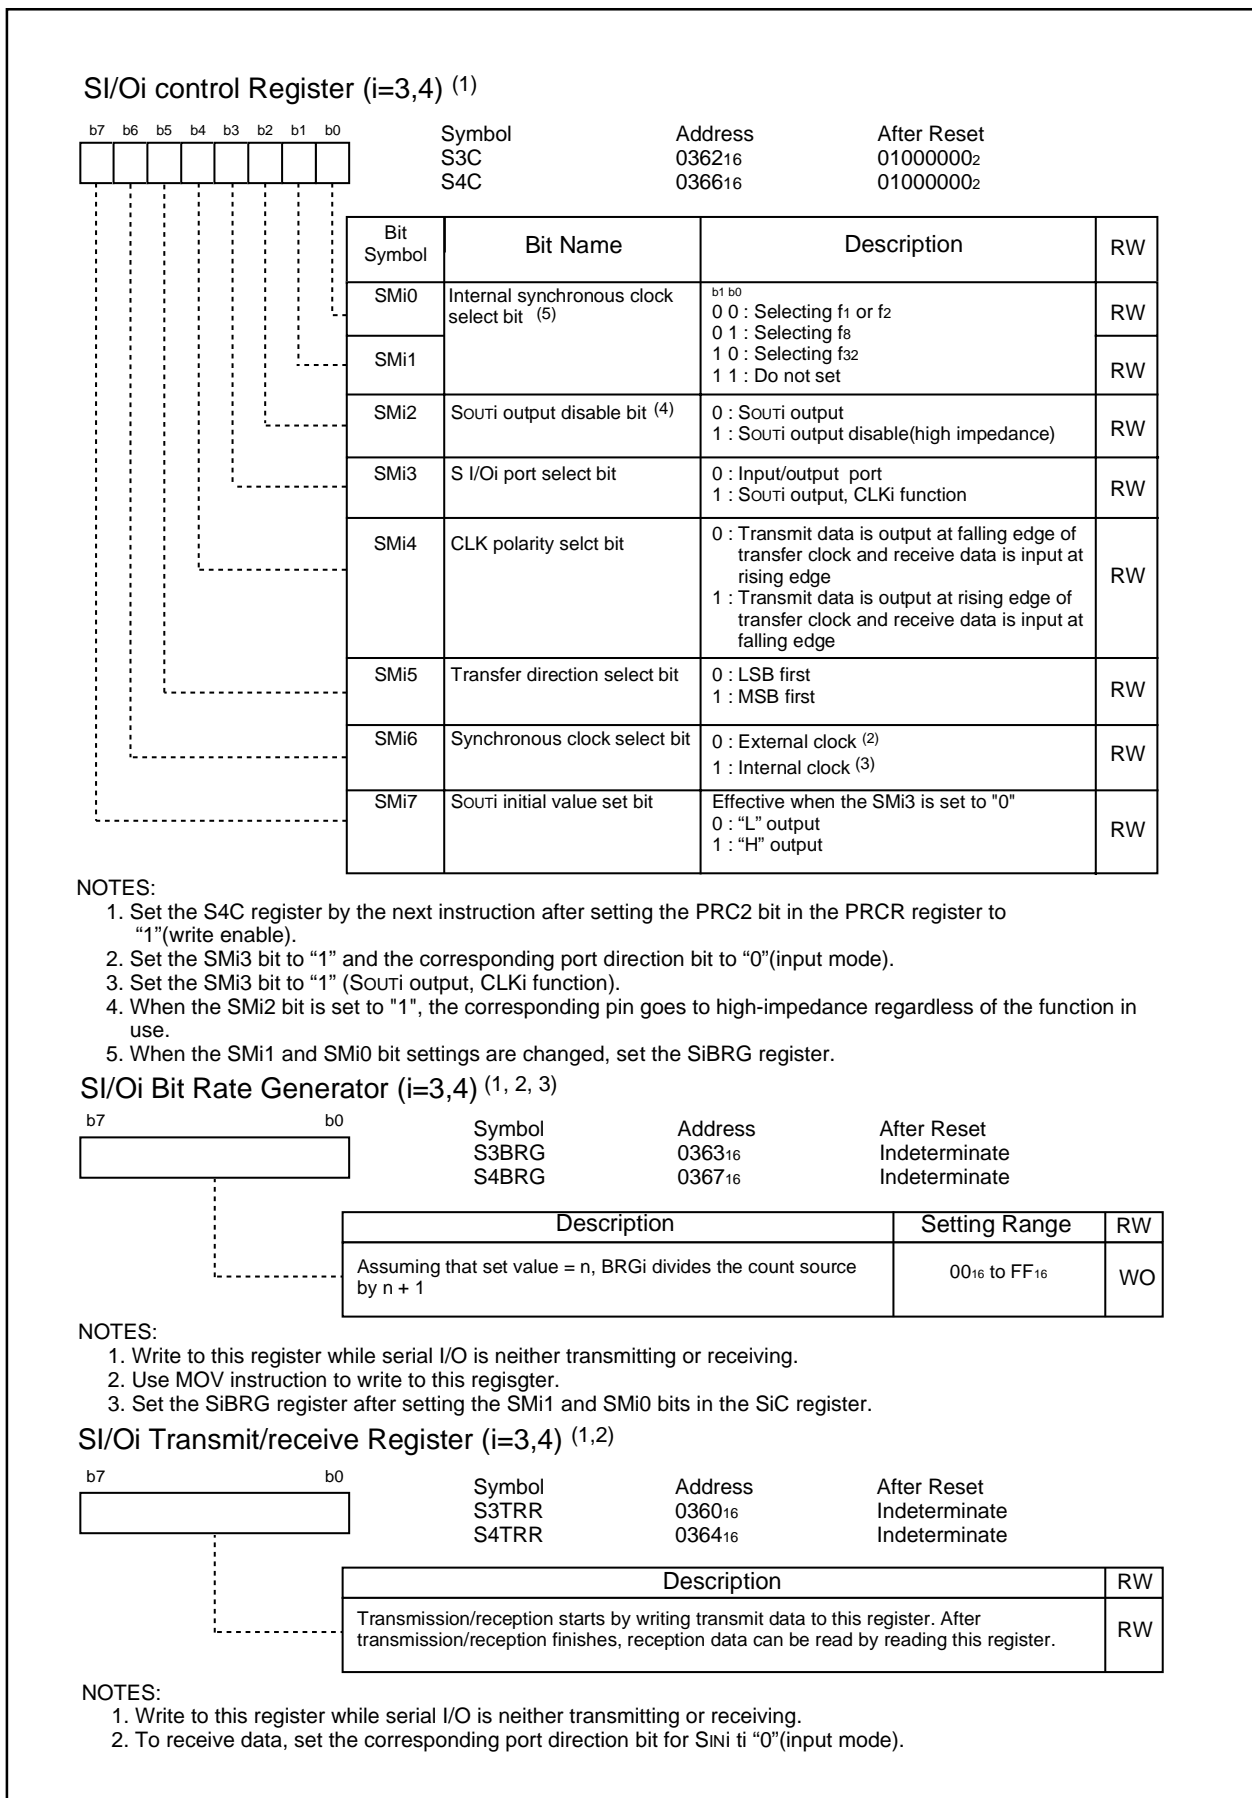 SI/Oi control Register (i=3,4) (1)
b7 b6 b5 b4 b3 b2 b1 b0
Symbol Address After Reset
S3C 036216 010000002
S4C 036616 010000002
Bit Symbol Bit Name Description RW
SMi0 Internal synchronous clock select bit (5) b1 b0
0 0 : Selecting f1 or f2 RW
0 1 : Selecting f8
SMi1 1 0 : Selecting f32
1 1 : Do not set RW
SMi2 SOUTi output disable bit (4) 0 : SOUTi output
1 : SOUTi output disable(high impedance) RW
SMi3 S I/Oi port select bit 0 : Input/output port
1 : SOUTi output, CLKi function RW
SMi4 CLK polarity selct bit 0 : Transmit data is output at falling edge of
transfer clock and receive data is input at
rising edge RW
1 : Transmit data is output at rising edge of
transfer clock and receive data is input at
falling edge
SMi5 Transfer direction select bit 0 : LSB first
1 : MSB first RW
SMi6 Synchronous clock select bit 0 : External clock (2)
1 : Internal clock (3) RW
SMi7 SOUTi initial value set bit Effective when the SMi3 is set to "0"
0 : “L” output
1 : “H” output RW
NOTES:
1. Set the S4C register by the next instruction after setting the PRC2 bit in the PRCR register to
“1”(write enable).
2. Set the SMi3 bit to “1” and the corresponding port direction bit to “0”(input mode).
3. Set the SMi3 bit to “1” (SOUTi output, CLKi function).
4. When the SMi2 bit is set to "1", the corresponding pin goes to high-impedance regardless of the function in
use.
5. When the SMi1 and SMi0 bit settings are changed, set the SiBRG register.
SI/Oi Bit Rate Generator (i=3,4) (1, 2, 3)
b7 b0
Symbol Address After Reset
S3BRG 036316 Indeterminate
S4BRG 036716 Indeterminate
Description Setting Range RW
Assuming that set value = n, BRGi divides the count source
by n + 1 0016 to FF16 WO
NOTES:
1. Write to this register while serial I/O is neither transmitting or receiving.
2. Use MOV instruction to write to this regisgter.
3. Set the SiBRG register after setting the SMi1 and SMi0 bits in the SiC register.
SI/Oi Transmit/receive Register (i=3,4) (1,2)
b7 b0
Symbol Address After Reset
S3TRR 036016 Indeterminate
S4TRR 036416 Indeterminate
Description RW
Transmission/reception starts by writing transmit data to this register. After
transmission/reception finishes, reception data can be read by reading this register. RW
NOTES:
1. Write to this register while serial I/O is neither transmitting or receiving.
2. To receive data, set the corresponding port direction bit for SINi ti “0”(input mode).